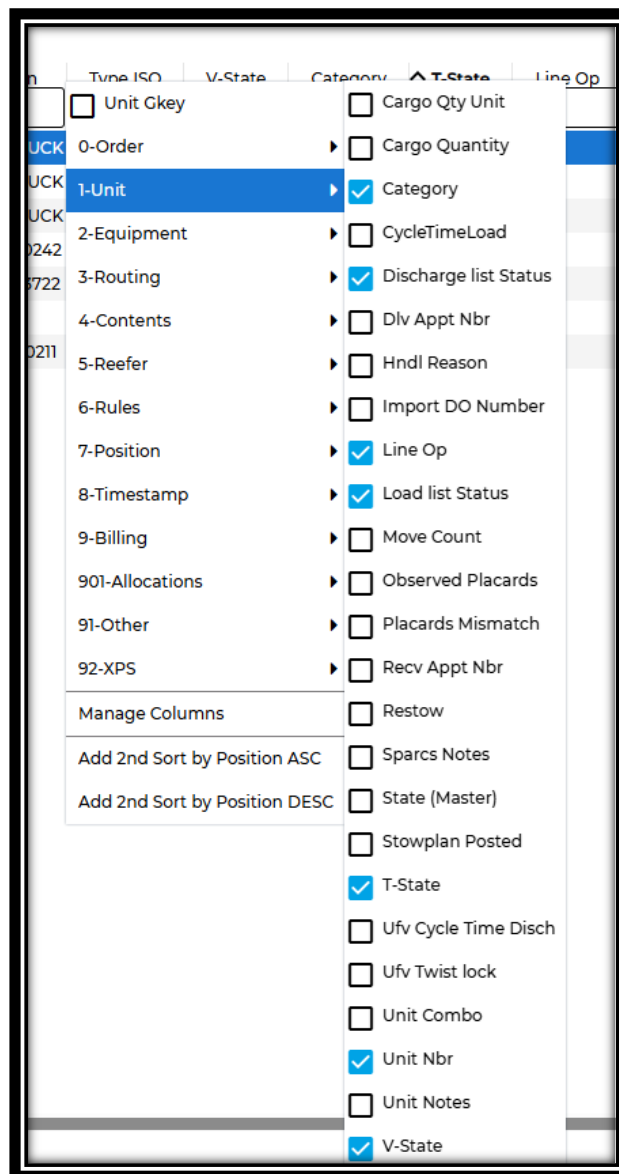 n Type ISO V-State Category T-State Line Op
Unit Gkey
0-Order
1-Unit
2-Equipment
3-Routing
4-Contents
5-Reefer
6-Rules
7-Position
8-Timestamp
9-Billing
901-Allocations
91-Other
92-XPS
Manage Columns
Add 2nd Sort by Position ASC
Add 2nd Sort by Position DESC
UCK
UCK
UCK
0242
3722
0211
Cargo Qty Unit
Cargo Quantity
Category
CycleTimeLoad
Discharge list Status
Dlv Appt Nbr
Hndl Reason
Import DO Number
Line Op
Load list Status
Move Count
Observed Placards
Placards Mismatch
Recv Appt Nbr
Restow
Sparcs Notes
State (Master)
Stowplan Posted
T-State
Ufv Cycle Time Disch
Ufv Twist lock
Unit Combo
Unit Nbr
Unit Notes
V-State